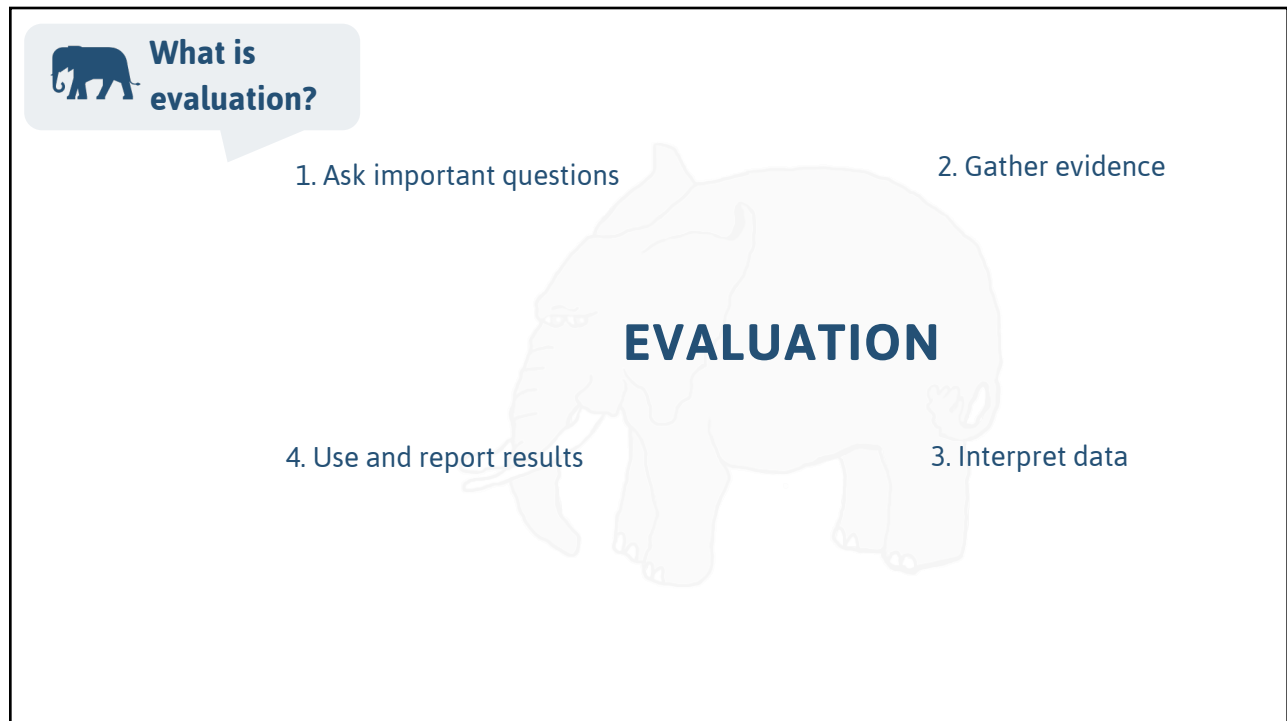 What is
evaluation?
1. Ask important questions
2. Gather evidence
EVALUATION
4. Use and report results
3. Interpret data